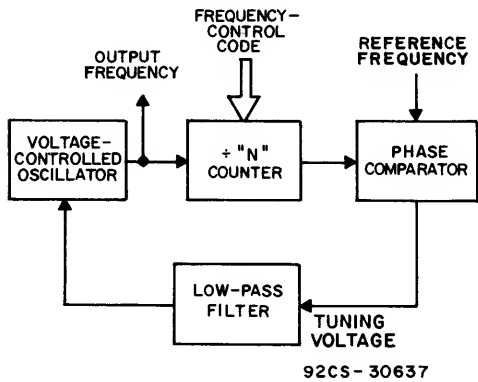 FREQUENCY-
CONTROL
CODE
OUTPUT
FREQUENCY
REFERENCE
FREQUENCY
VOLTAGE-
CONTROLLED
OSCILLATOR
÷ "N"
COUNTER
PHASE
COMPARATOR
LOW-PASS
FILTER
TUNING
VOLTAGE
92CS-30637